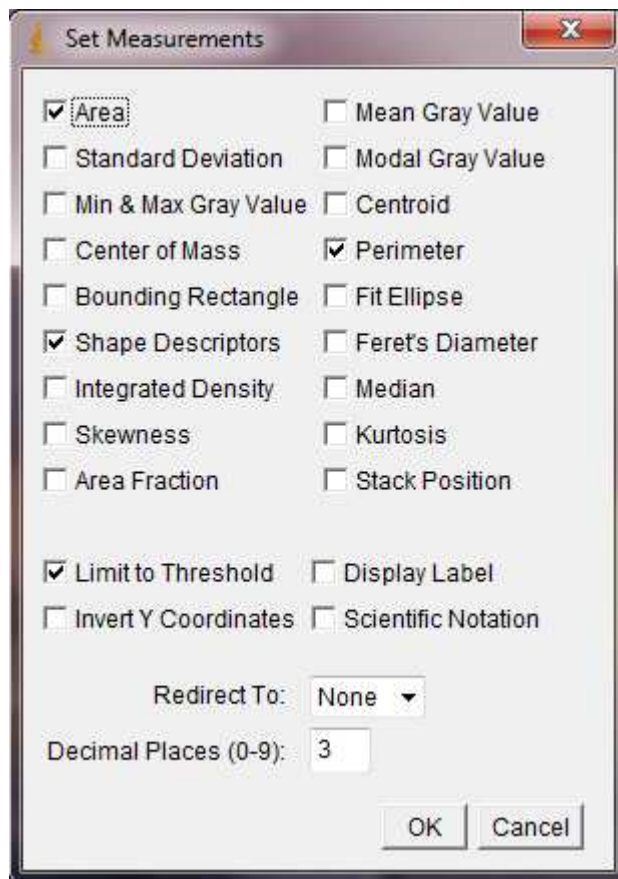 Set Measurements
Area Mean Gray Value
Standard Deviation Modal Gray Value
Min & Max Gray Value Centroid
Center of Mass Perimeter
Bounding Rectangle Fit Ellipse
Shape Descriptors Feret's Diameter
Integrated Density Median
Skewness Kurtosis
Area Fraction Stack Position
Limit to Threshold Display Label
Invert Y Coordinates Scientific Notation
Redirect To: None
Decimal Places (0-9): 3
OK Cancel